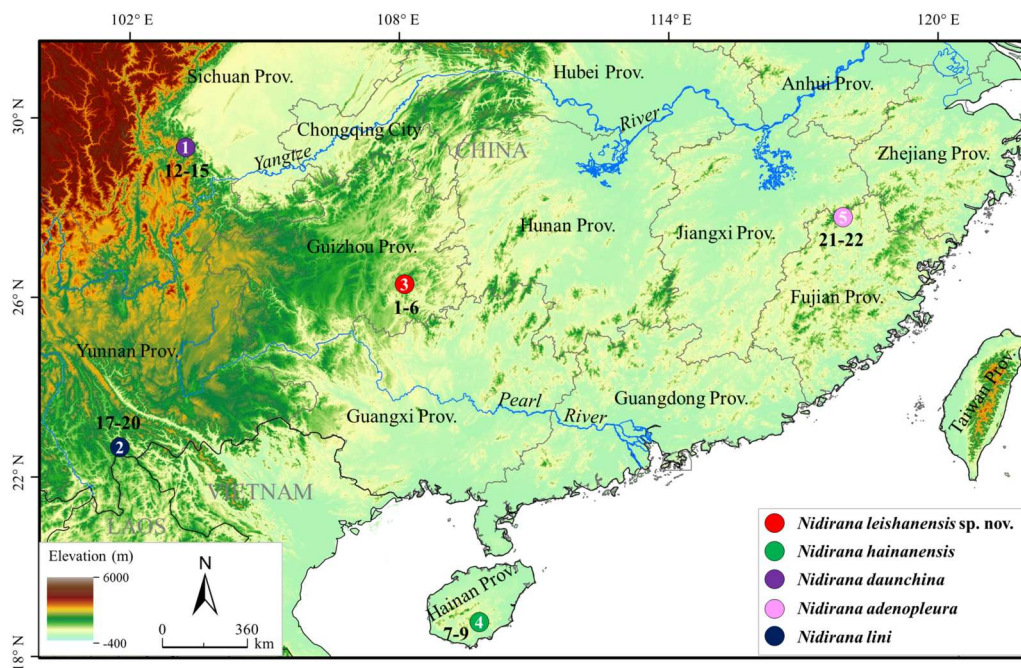 102° E
108° E
114° E
120° E
30° N
26° N
22° N
18° N
Sichuan Prov.
Hubei Prov.
Anhui Prov.
Chongqing City
Yangtze
River
CHINA
Zhejiang Prov.
1
12-15
Guizhou Prov.
Hunan Prov.
Jiangxi Prov.
5
21-22
3
1-6
Fujian Prov.
Yunnan Prov.
Taiwan Prov.
Pearl
River
Guangxi Prov.
Guangdong Prov.
17-20
2
VIETNAM
LAOS
Hainan Prov.
4
7-9
Elevation (m)
6000
-400
N
0 180 360
km
Nidirana leishanensis sp. nov.
Nidirana hainanensis
Nidirana daunchina
Nidirana adenopleura
Nidirana lini